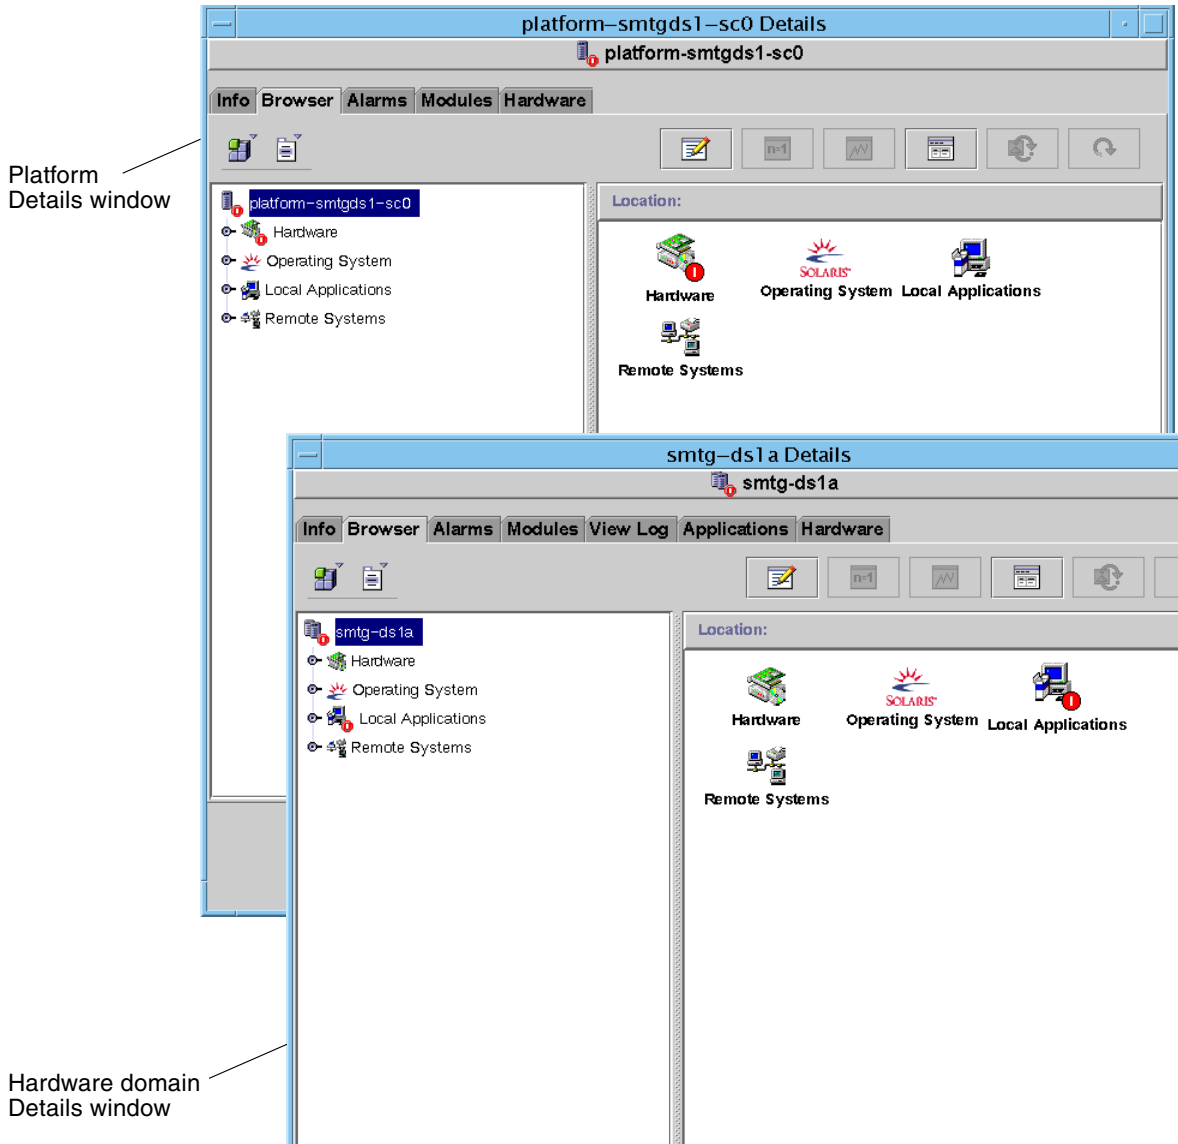 platform–smtgds1–sc0 Details
platform-smtgds1-sc0
Info Browser Alarms Modules Hardware
n=1
Platform
Details window
platform–smtgds1–sc0
Hardware
Operating System
Local Applications
Remote Systems
Location:
Hardware
SOLARIS
Operating System
Local Applications
Remote Systems
smtg–ds1a Details
smtg-ds1a
Info Browser Alarms Modules View Log Applications Hardware
n=1
smtg–ds1a
Hardware
Operating System
Local Applications
Remote Systems
Location:
Hardware
SOLARIS
Operating System
Local Applications
Remote Systems
Hardware domain
Details window